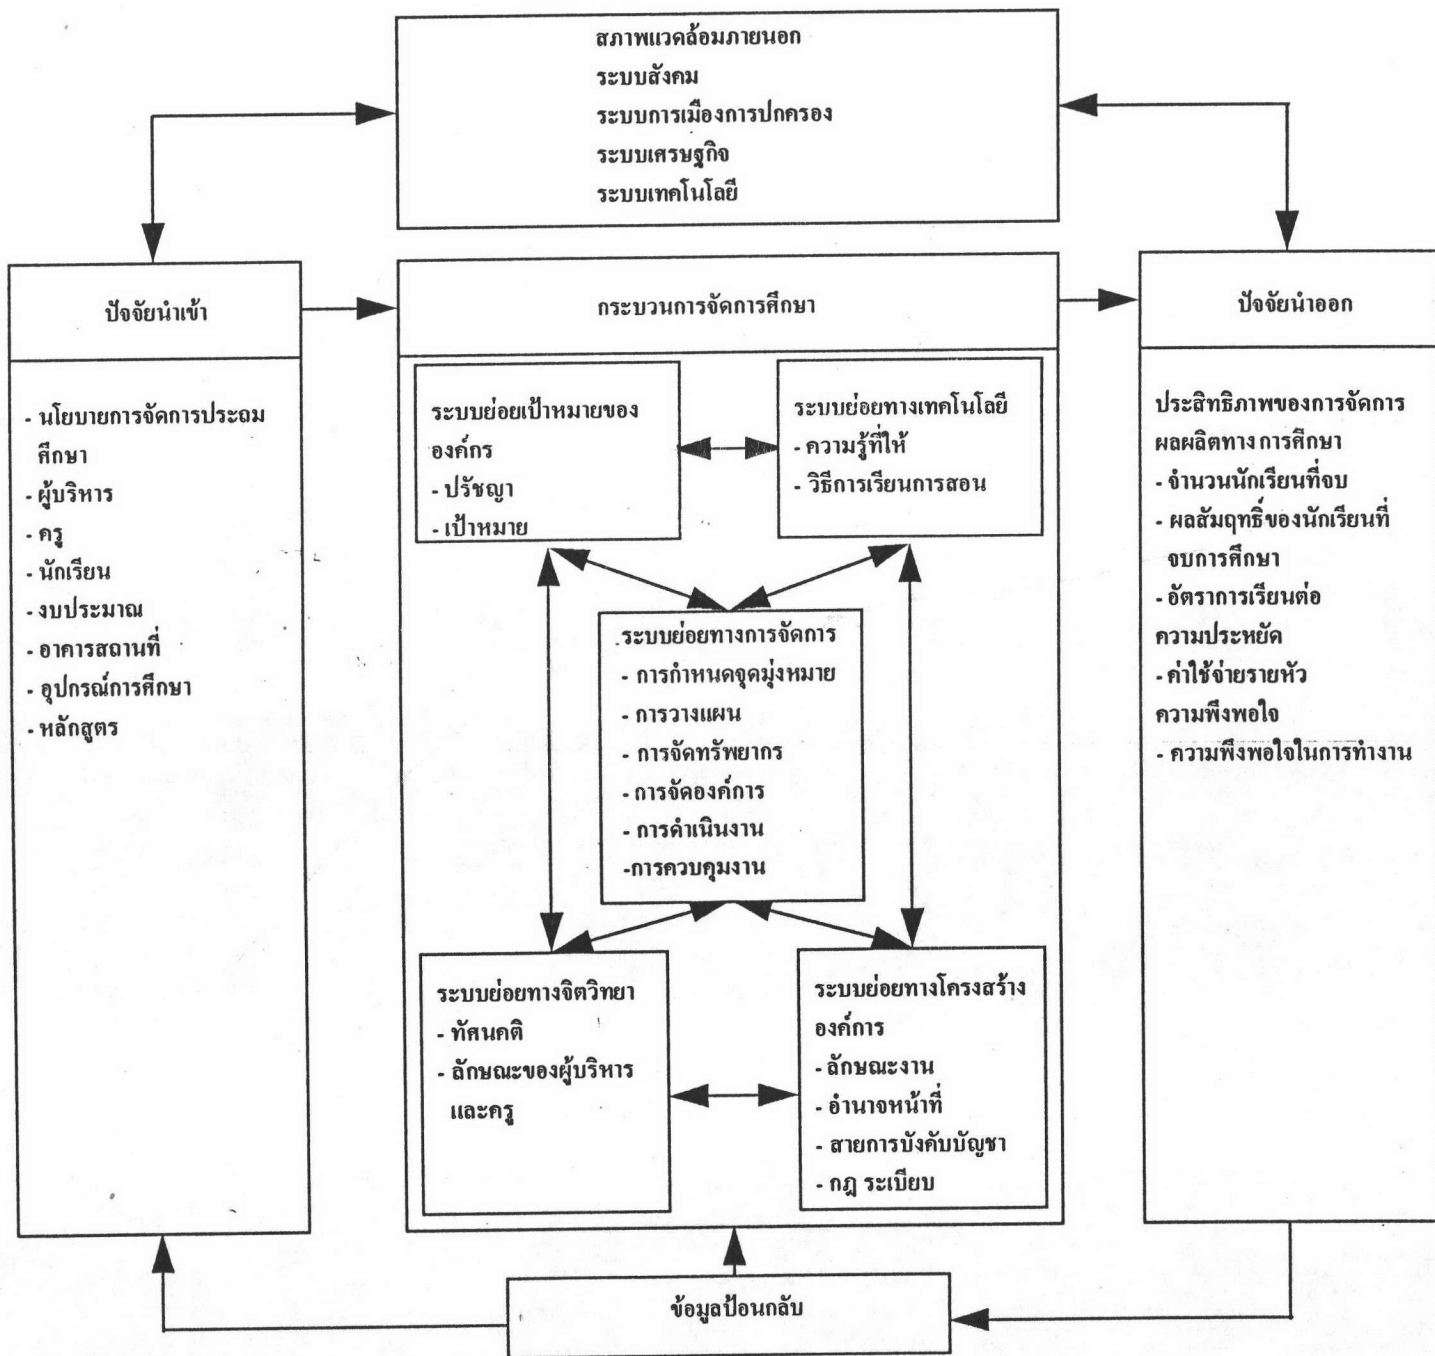 สภาพแวดล้อมภายนอก
ระบบสังคม
ระบบการเมืองการปกครอง
ระบบเศรษฐกิจ
ระบบเทคโนโลยี
ปัจจัยนำเข้า
- นโยบายการจัดการประถม
ศึกษา
- ผู้บริหาร
- ครู
- นักเรียน
- งบประมาณ
- อาคารสถานที่
- อุปกรณ์การศึกษา
- หลักสูตร
กระบวนการจัดการศึกษา
ระบบย่อยเป้าหมายของ
องค์กร
- ปรัชญา
- เป้าหมาย
ระบบย่อยทางเทคโนโลยี
- ความรู้ที่ให้
- วิธีการเรียนการสอน
ระบบย่อยทางการจัดการ
- การกำหนดจุดมุ่งหมาย
- การวางแผน
- การจัดทรัพยากร
- การจัดองค์การ
- การดำเนินงาน
-การควบคุมงาน
ระบบย่อยทางจิตวิทยา
- ทัศนคติ
- ลักษณะของผู้บริหาร
และครู
ระบบย่อยทางโครงสร้าง
องค์การ
- ลักษณะงาน
- อำนาจหน้าที่
- สายการบังคับบัญชา
- กฎ ระเบียบ
ปัจจัยนำออก
ประสิทธิภาพของการจัดการ
ผลผลิตทางการศึกษา
- จำนวนนักเรียนที่จบ
- ผลสัมฤทธิ์ของนักเรียนที่
จบการศึกษา
- อัตราการเรียนต่อ
ความประหยัด
- ค่าใช้จ่ายรายหัว
ความพึงพอใจ
- ความพึงพอใจในการทำงาน
ข้อมูลป้อนกลับ